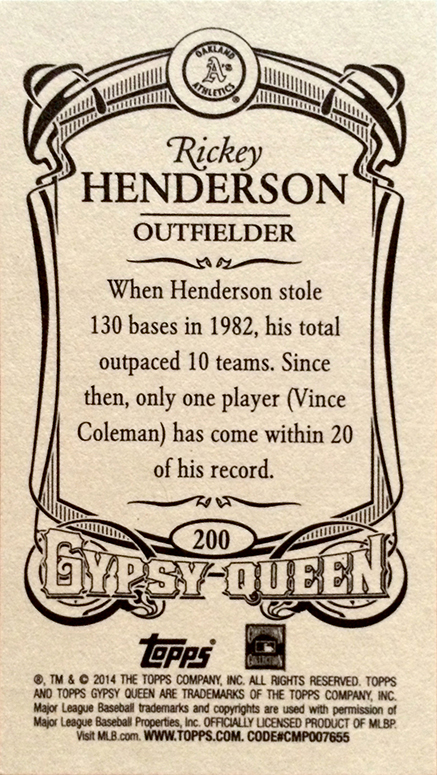 OAKLAND
A's
ATHLETICS
®
Rickey
HENDERSON
OUTFIELDER
When Henderson stole
130 bases in 1982, his total
outpaced 10 teams. Since
then, only one player (Vince
Coleman) has come within 20
of his record.
200
GYPSY QUEEN
topps®
COOPERSTOWN
COLLECTION
®, TM & © 2014 THE TOPPS COMPANY, INC. ALL RIGHTS RESERVED. TOPPS
AND TOPPS GYPSY QUEEN ARE TRADEMARKS OF THE TOPPS COMPANY, INC.
Major League Baseball trademarks and copyrights are used with permission of
Major League Baseball Properties, Inc. OFFICIALLY LICENSED PRODUCT OF MLBP.
Visit MLB.com. WWW.TOPPS.COM. CODE#CMP007655